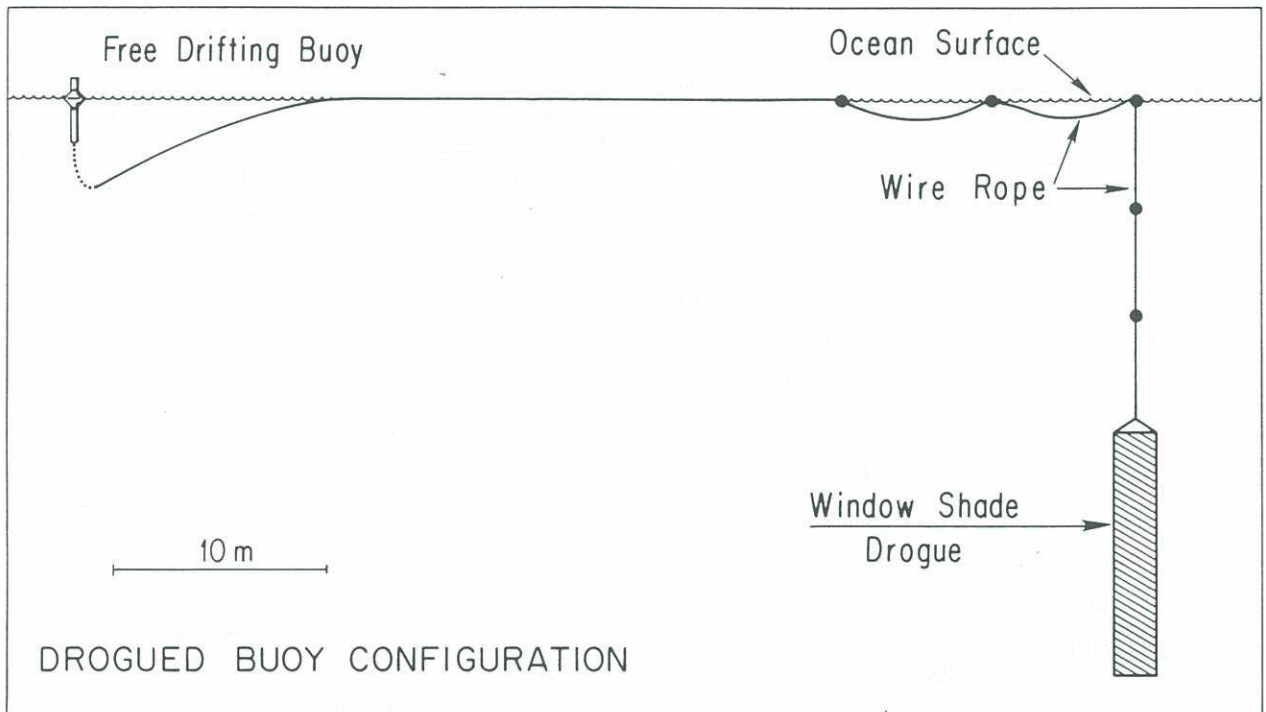 Free Drifting Buoy
Ocean Surface
Wire Rope
Window Shade
Drogue
10 m
DROGUED BUOY CONFIGURATION